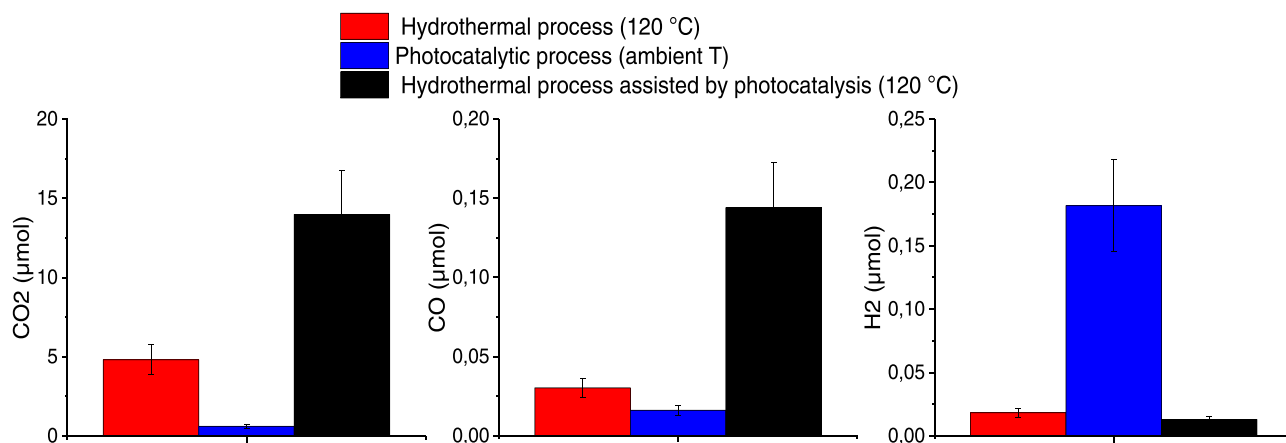 Hydrothermal process (120 °C)
Photocatalytic process (ambient T)
Hydrothermal process assisted by photocatalysis (120 °C)
20
15
10
5
0
CO2 (µmol)
0,20
0,15
0,10
0,05
0,00
CO (µmol)
0,25
0,20
0,15
0,10
0,05
0,00
H2 (µmol)